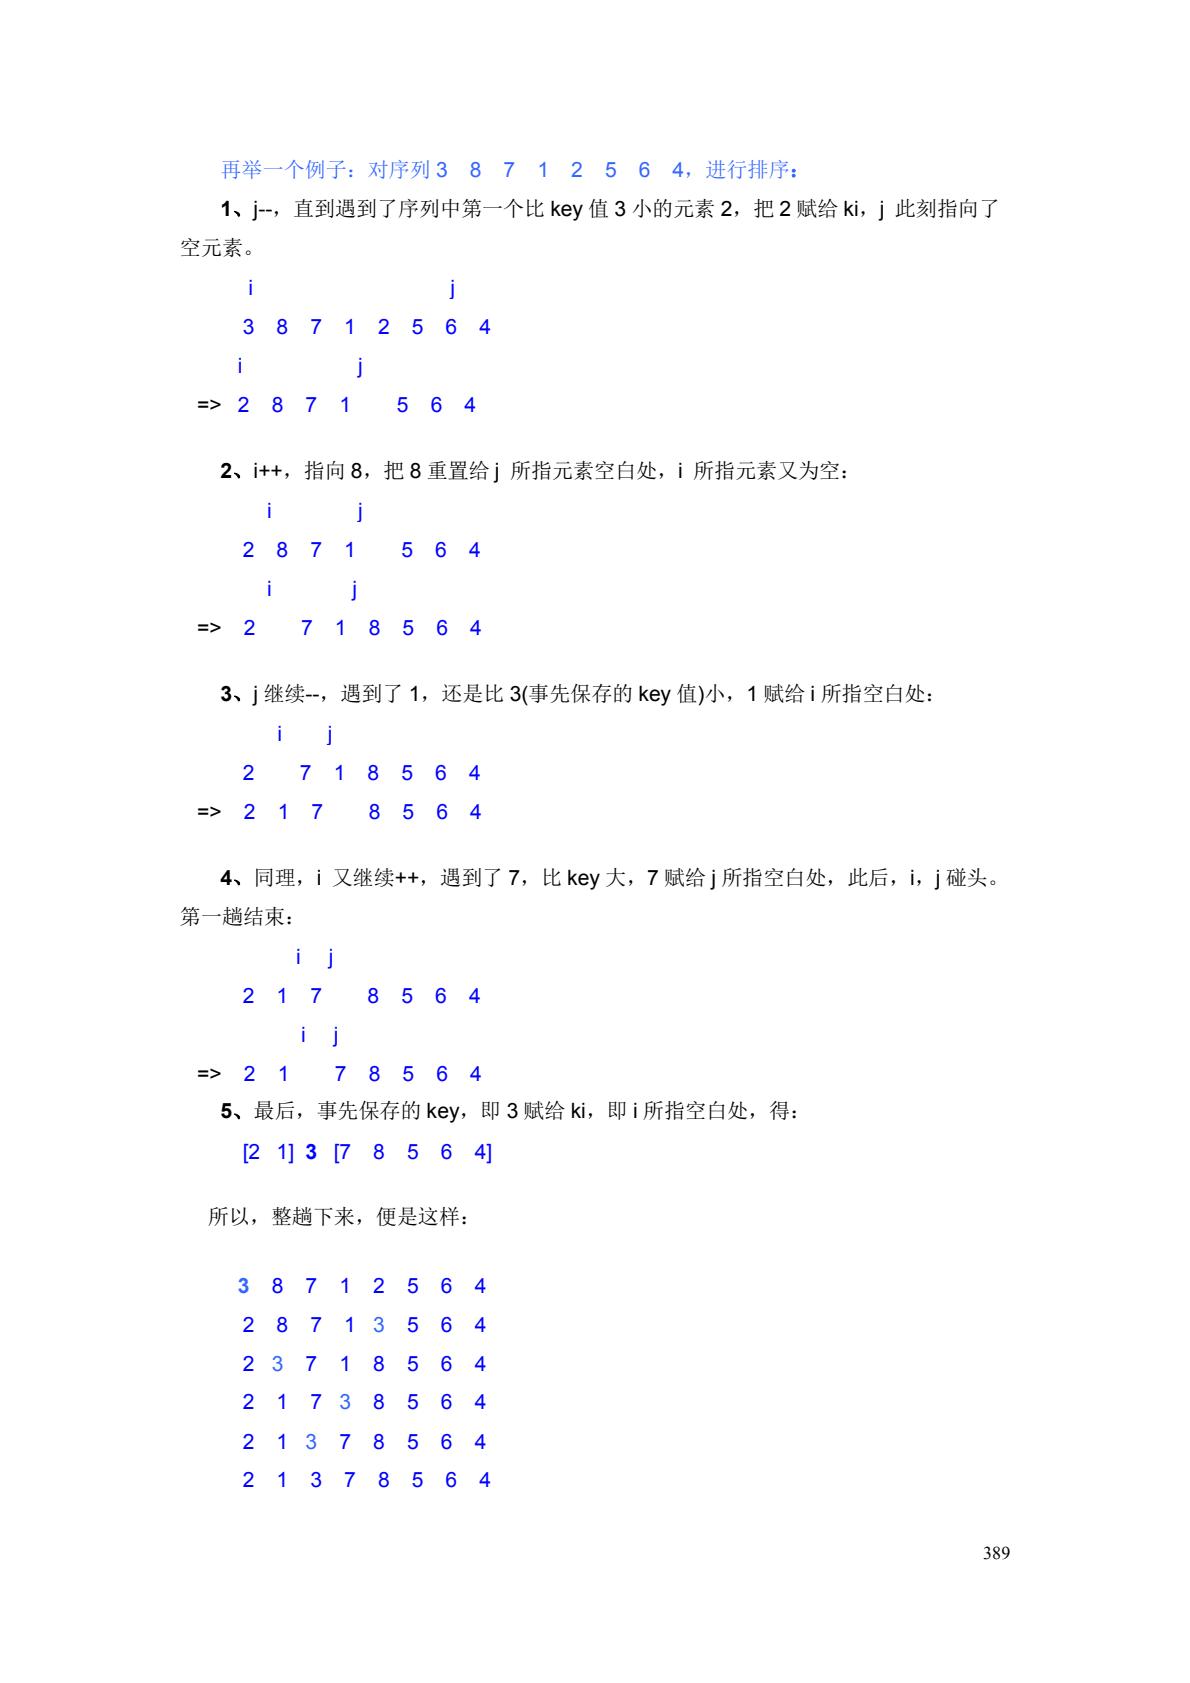 再举一个例子：对序列 3 8 7 1 2 5 6 4，进行排序：
1、j--，直到遇到了序列中第一个比 key 值 3 小的元素 2，把 2 赋给 ki，j 此刻指向了
空元素。
i j
3 8 7 1 2 5 6 4
i j
=> 2 8 7 1 5 6 4
2、i++，指向 8，把 8 重置给 j 所指元素空白处，i 所指元素又为空：
i j
2 8 7 1 5 6 4
i j
=> 2 7 1 8 5 6 4
3、j 继续--，遇到了 1，还是比 3(事先保存的 key 值)小，1 赋给 i 所指空白处：
i j
2 7 1 8 5 6 4
=> 2 1 7 8 5 6 4
4、同理，i 又继续++，遇到了 7，比 key 大，7 赋给 j 所指空白处，此后，i，j 碰头。
第一趟结束：
i j
2 1 7 8 5 6 4
i j
=> 2 1 7 8 5 6 4
5、最后，事先保存的 key，即 3 赋给 ki，即 i 所指空白处，得：
[2 1] 3 [7 8 5 6 4]
所以，整趟下来，便是这样：
3 8 7 1 2 5 6 4
2 8 7 1 3 5 6 4
2 3 7 1 8 5 6 4
2 1 7 3 8 5 6 4
2 1 3 7 8 5 6 4
2 1 3 7 8 5 6 4
389